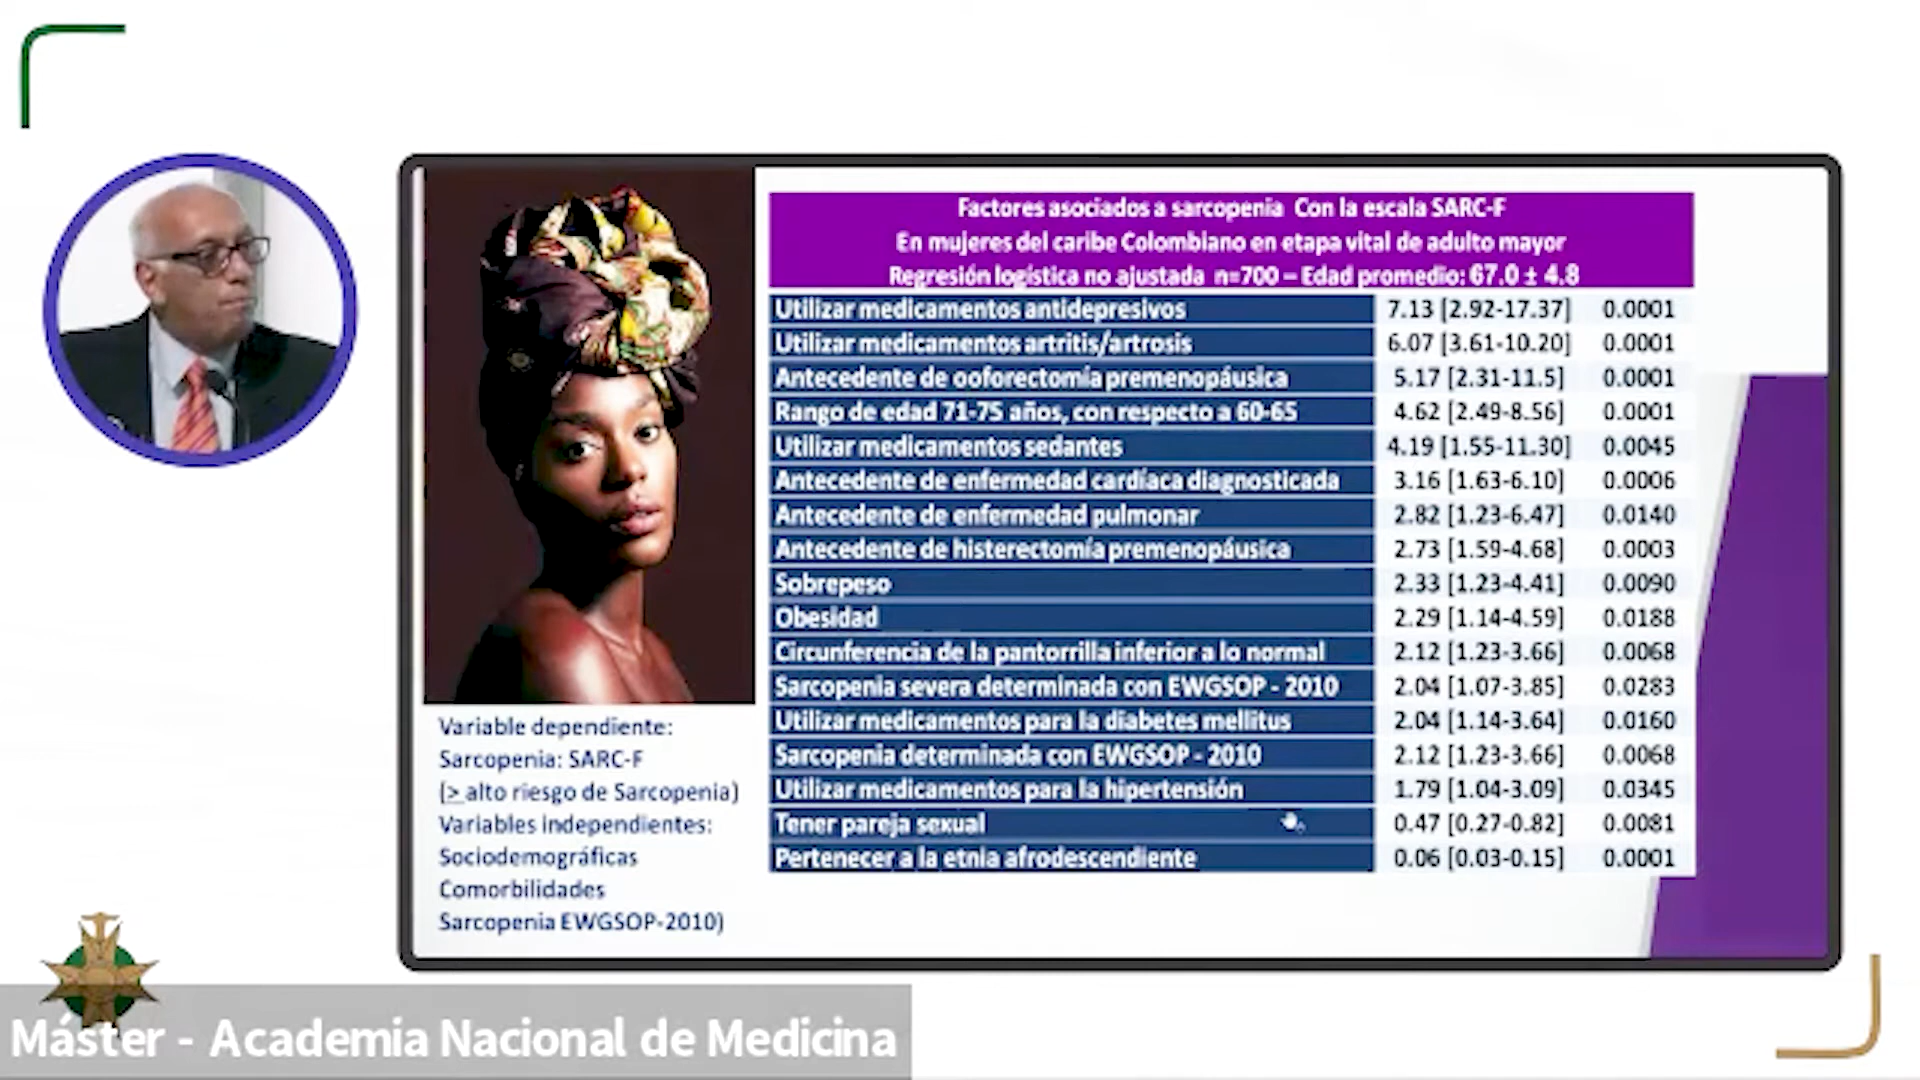 Factores asociados a sarcopenia Con la escala SARC-F
En mujeres del caribe Colombiano en etapa vital de adulto mayor
Regresión logística no ajustada n=700 – Edad promedio: 67.0 ± 4.8
Utilizar medicamentos antidepresivos 7.13 [2.92-17.37] 0.0001
Utilizar medicamentos artritis/artrosis 6.07 [3.61-10.20] 0.0001
Antecedente de ooforectomía premenopáusica 5.17 [2.31-11.5] 0.0001
Rango de edad 71-75 años, con respecto a 60-65 4.62 [2.49-8.56] 0.0001
Utilizar medicamentos sedantes 4.19 [1.55-11.30] 0.0045
Antecedente de enfermedad cardíaca diagnosticada 3.16 [1.63-6.10] 0.0006
Antecedente de enfermedad pulmonar 2.82 [1.23-6.47] 0.0140
Antecedente de histerectomía premenopáusica 2.73 [1.59-4.68] 0.0003
Sobrepeso 2.33 [1.23-4.41] 0.0090
Obesidad 2.29 [1.14-4.59] 0.0188
Circunferencia de la pantorrilla inferior a lo normal 2.12 [1.23-3.66] 0.0068
Sarcopenia severa determinada con EWGSOP - 2010 2.04 [1.07-3.85] 0.0283
Utilizar medicamentos para la diabetes mellitus 2.04 [1.14-3.64] 0.0160
Sarcopenia determinada con EWGSOP - 2010 2.12 [1.23-3.66] 0.0068
Utilizar medicamentos para la hipertensión 1.79 [1.04-3.09] 0.0345
Tener pareja sexual 0.47 [0.27-0.82] 0.0081
Pertenecer a la etnia afrodescendiente 0.06 [0.03-0.15] 0.0001
Variable dependiente:
Sarcopenia: SARC-F
(≥ alto riesgo de Sarcopenia)
Variables independientes:
Sociodemográficas
Comorbilidades
Sarcopenia EWGSOP-2010)
Máster - Academia Nacional de Medicina